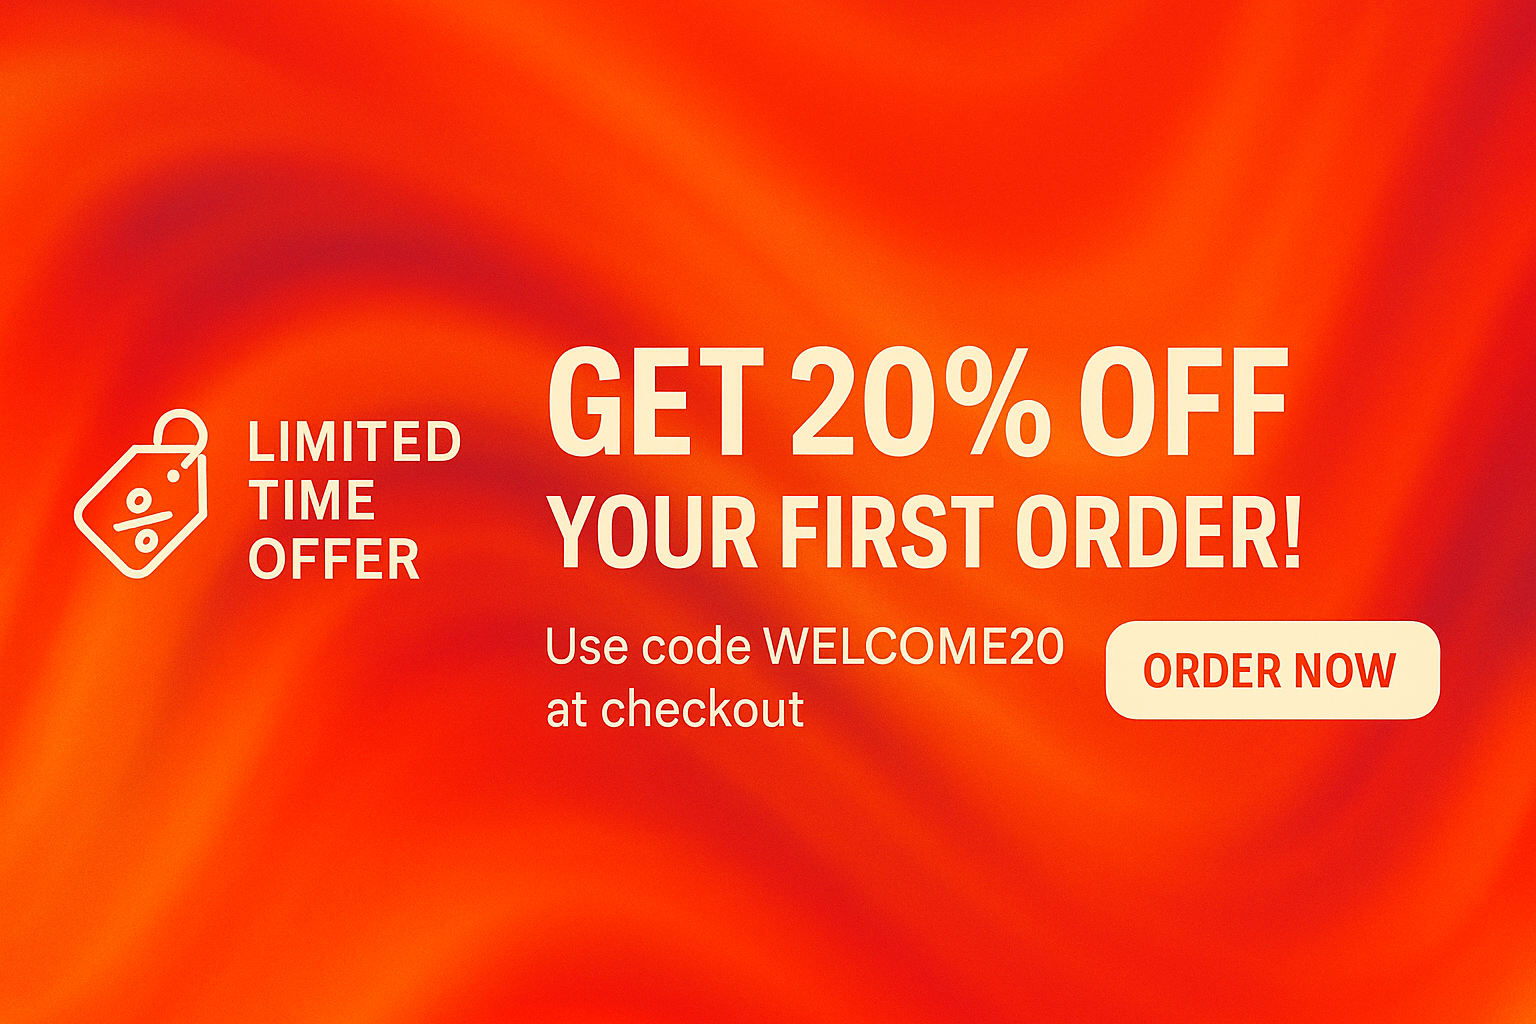 LIMITED
TIME
OFFER
GET 20% OFF
YOUR FIRST ORDER!
Use code WELCOME20
at checkout
ORDER NOW